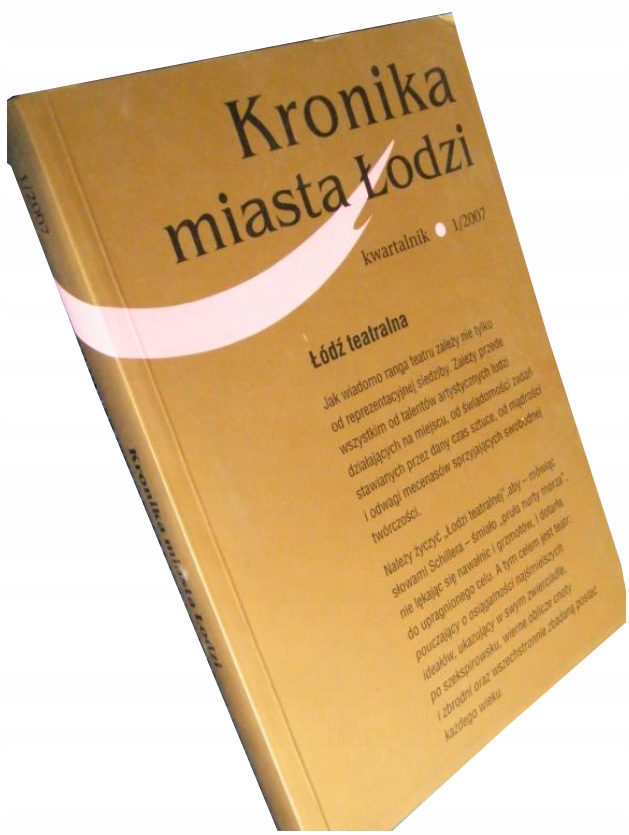 Kronika
miasta Łodzi
kwartalnik • 1/2007
Łódź teatralna
Jak wiadomo ranga teatru zależy nie tylko
od reprezentacyjnej siedziby. Zależy przede
wszystkim od talentów artystycznych ludzi
działających na miejscu, od świadomości zadań
stawianych przez dany czas sztuce, od mądrości
i odwagi mecenasów sprzyjających swobodnej
twórczości.
Należy życzyć „Łodzi teatralnej”, aby – mówiąc
słowami Schillera – śmiało „pruła nurty morza”,
nie lękając się nawałnic i grzmotów, i dotarła
do upragnionego celu. A tym celem jest teatr:
pouczający o osiągalności najśmielszych
ideałów, ukazujący w swym zwierciadle,
po szekspirowsku, wierne oblicze cnoty
i zbrodni oraz wszechstronnie zbadaną postać
każdego wieku.
1/2007
Kronika miasta Łodzi